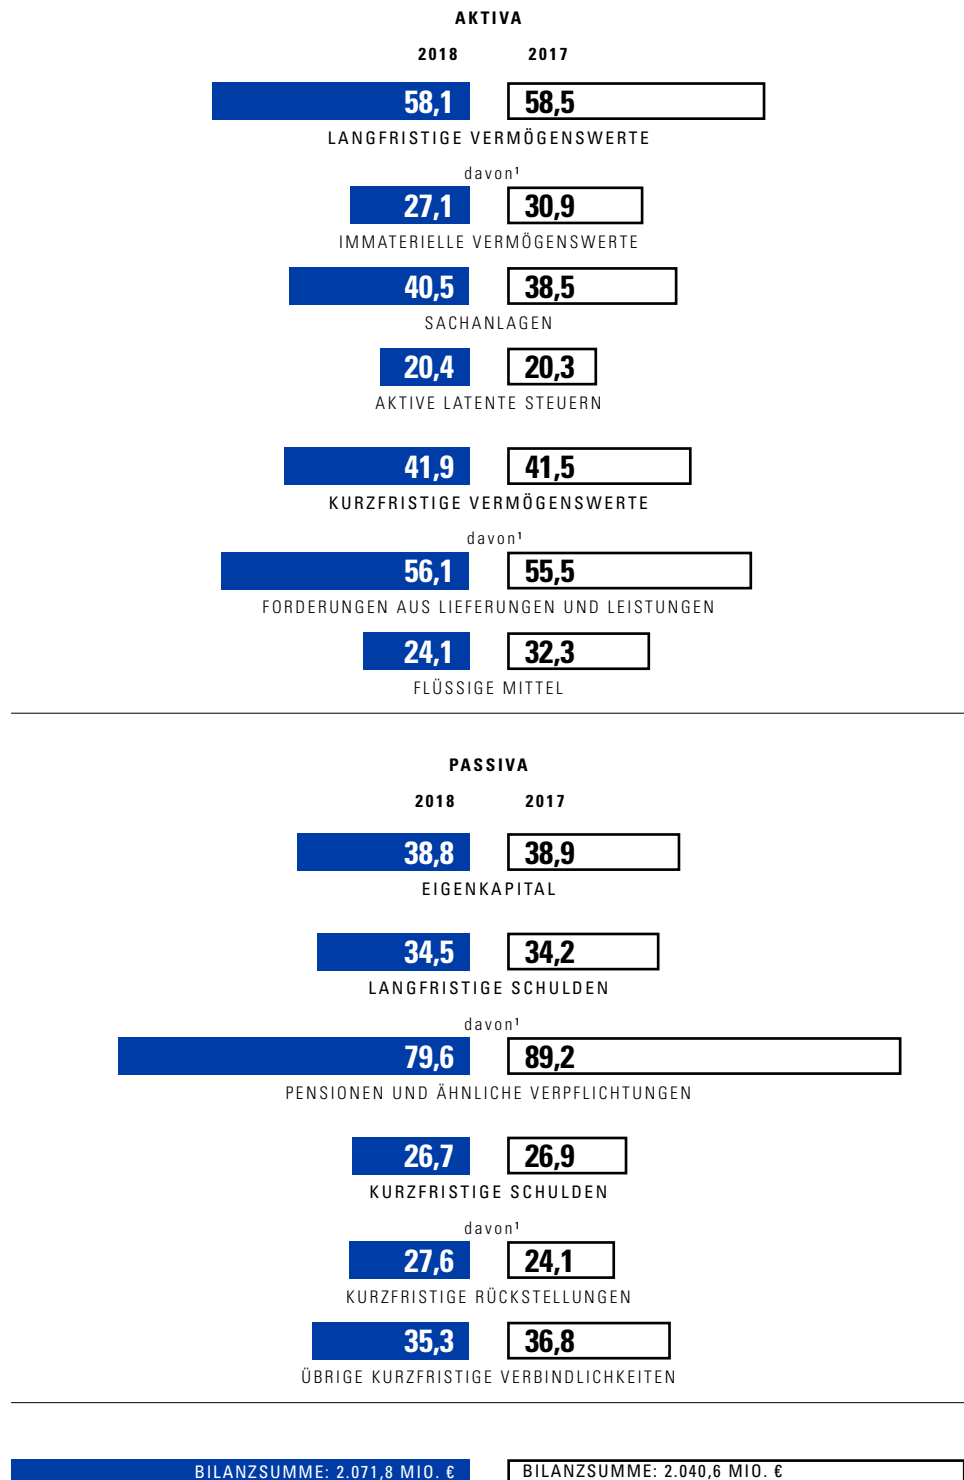 AKTIVA
2018 2017
58,1 58,5
LANGFRISTIGE VERMÖGENSWERTE
davon¹
27,1 30,9
IMMATERIELLE VERMÖGENSWERTE
40,5 38,5
SACHANLAGEN
20,4 20,3
AKTIVE LATENTE STEUERN
41,9 41,5
KURZFRISTIGE VERMÖGENSWERTE
davon¹
56,1 55,5
FORDERUNGEN AUS LIEFERUNGEN UND LEISTUNGEN
24,1 32,3
FLÜSSIGE MITTEL
PASSIVA
2018 2017
38,8 38,9
EIGENKAPITAL
34,5 34,2
LANGFRISTIGE SCHULDEN
davon¹
79,6 89,2
PENSIONEN UND ÄHNLICHE VERPFLICHTUNGEN
26,7 26,9
KURZFRISTIGE SCHULDEN
davon¹
27,6 24,1
KURZFRISTIGE RÜCKSTELLUNGEN
35,3 36,8
ÜBRIGE KURZFRISTIGE VERBINDLICHKEITEN
BILANZSUMME: 2.071,8 MIO. € BILANZSUMME: 2.040,6 MIO. €